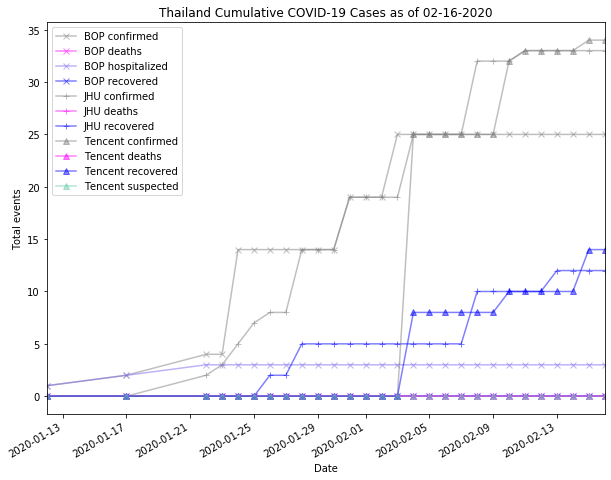 Thailand Cumulative COVID-19 Cases as of 02-16-2020
35
30
25
20
15
10
5
0
Total events
BOP confirmed
BOP deaths
BOP hospitalized
BOP recovered
JHU confirmed
JHU deaths
JHU recovered
Tencent confirmed
Tencent deaths
Tencent recovered
Tencent suspected
2020-01-13
2020-01-17
2020-01-21
2020-01-25
2020-01-29
2020-02-01
2020-02-05
2020-02-09
2020-02-13
Date